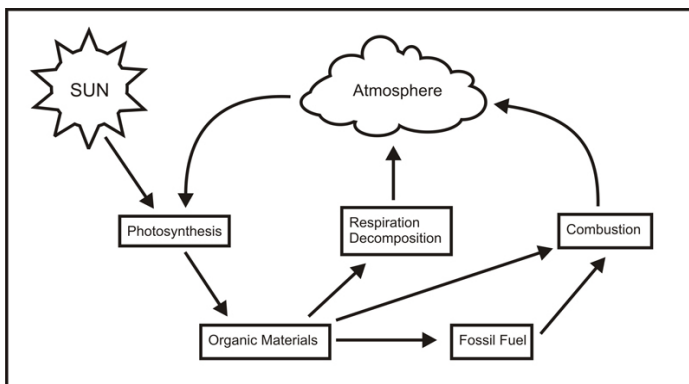 SUN
Atmosphere
Photosynthesis
Respiration
Decomposition
Combustion
Organic Materials
Fossil Fuel